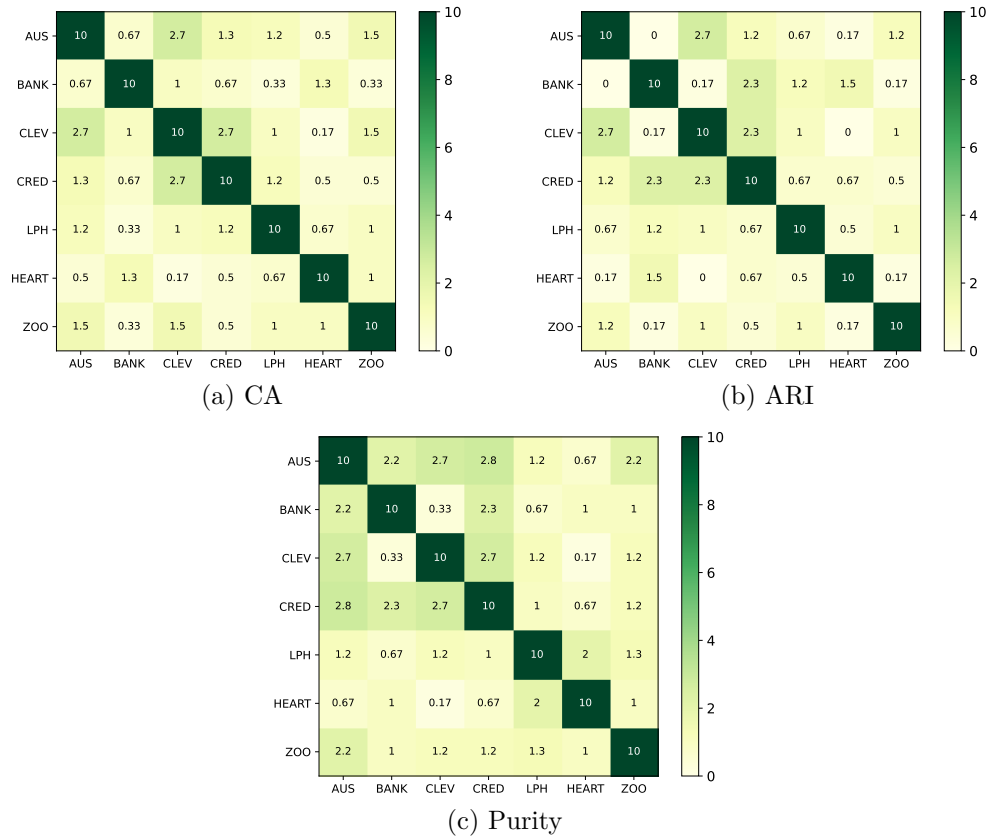 AUS 10 0.67 2.7 1.3 1.2 0.5 1.5
BANK 0.67 10 1 0.67 0.33 1.3 0.33
CLEV 2.7 1 10 2.7 1 0.17 1.5
CRED 1.3 0.67 2.7 10 1.2 0.5 0.5
LPH 1.2 0.33 1 1.2 10 0.67 1
HEART 0.5 1.3 0.17 0.5 0.67 10 1
ZOO 1.5 0.33 1.5 0.5 1 1 10
AUS BANK CLEV CRED LPH HEART ZOO
10
8
6
4
2
0
(a) CA
AUS 10 0 2.7 1.2 0.67 0.17 1.2
BANK 0 10 0.17 2.3 1.2 1.5 0.17
CLEV 2.7 0.17 10 2.3 1 0 1
CRED 1.2 2.3 2.3 10 0.67 0.67 0.5
LPH 0.67 1.2 1 0.67 10 0.5 1
HEART 0.17 1.5 0 0.67 0.5 10 0.17
ZOO 1.2 0.17 1 0.5 1 0.17 10
AUS BANK CLEV CRED LPH HEART ZOO
10
8
6
4
2
0
(b) ARI
AUS 10 2.2 2.7 2.8 1.2 0.67 2.2
BANK 2.2 10 0.33 2.3 0.67 1 1
CLEV 2.7 0.33 10 2.7 1.2 0.17 1.2
CRED 2.8 2.3 2.7 10 1 0.67 1.2
LPH 1.2 0.67 1.2 1 10 2 1.3
HEART 0.67 1 0.17 0.67 2 10 1
ZOO 2.2 1 1.2 1.2 1.3 1 10
AUS BANK CLEV CRED LPH HEART ZOO
10
8
6
4
2
0
(c) Purity